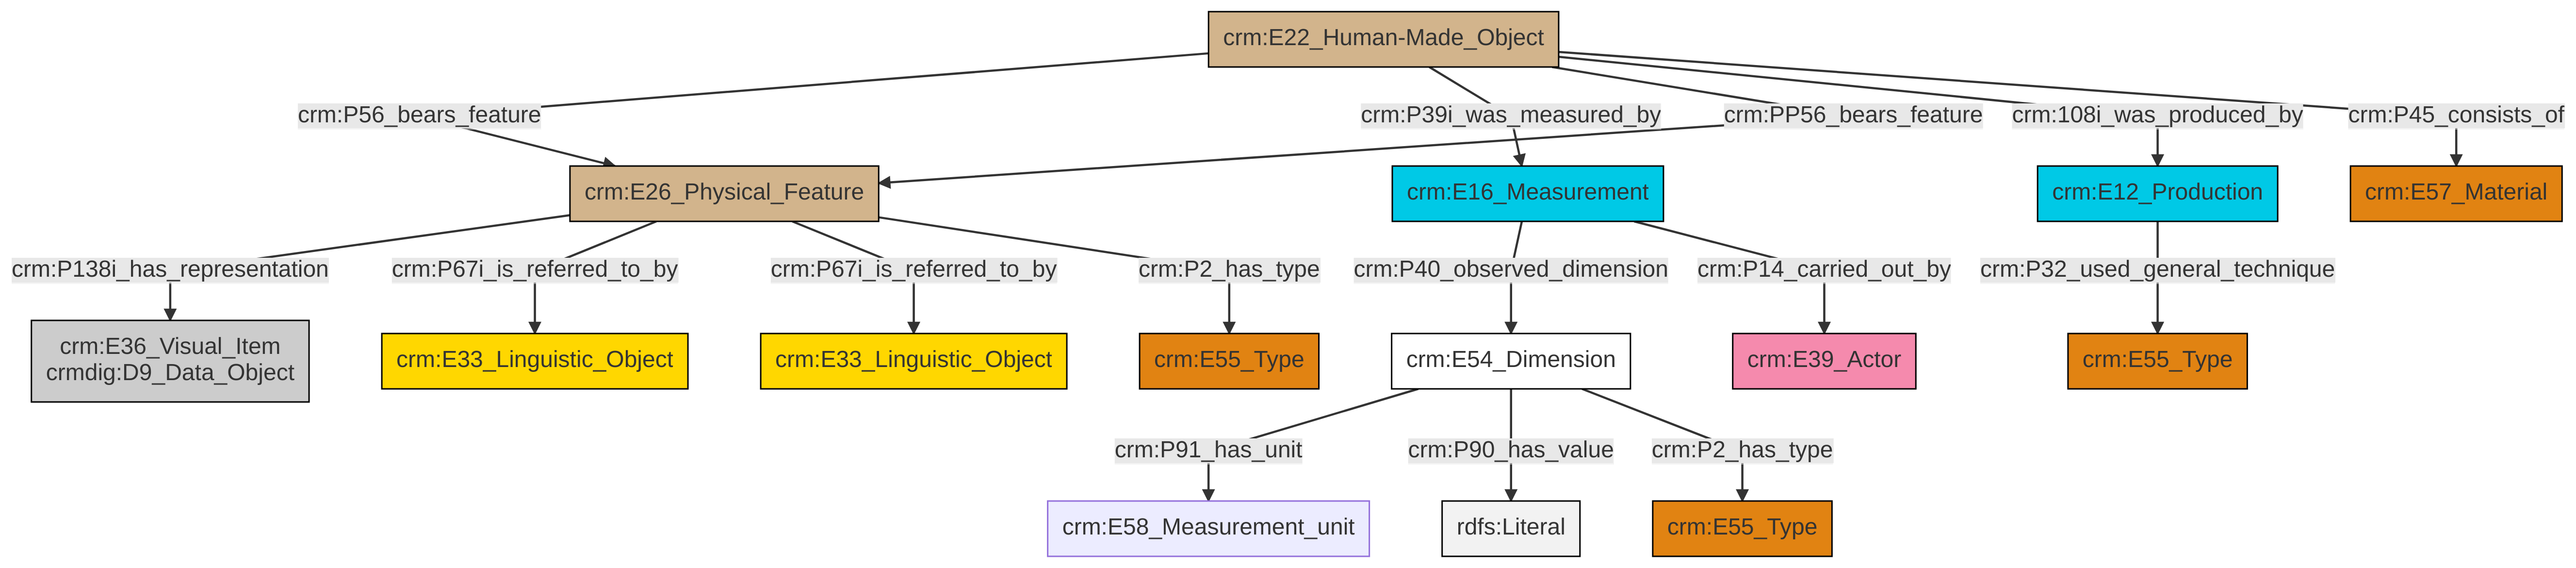 crm:E22_Human-Made_Object
crm:P56_bears_feature
crm:P39i_was_measured_by
crm:PP56_bears_feature
crm:108i_was_produced_by
crm:P45_consists_of
crm:E26_Physical_Feature
crm:E16_Measurement
crm:E12_Production
crm:E57_Material
crm:P138i_has_representation
crm:P67i_is_referred_to_by
crm:P67i_is_referred_to_by
crm:P2_has_type
crm:P40_observed_dimension
crm:P14_carried_out_by
crm:P32_used_general_technique
crm:E36_Visual_Item
crmdig:D9_Data_Object
crm:E33_Linguistic_Object
crm:E33_Linguistic_Object
crm:E55_Type
crm:E54_Dimension
crm:E39_Actor
crm:E55_Type
crm:P91_has_unit
crm:P90_has_value
crm:P2_has_type
crm:E58_Measurement_unit
rdfs:Literal
crm:E55_Type